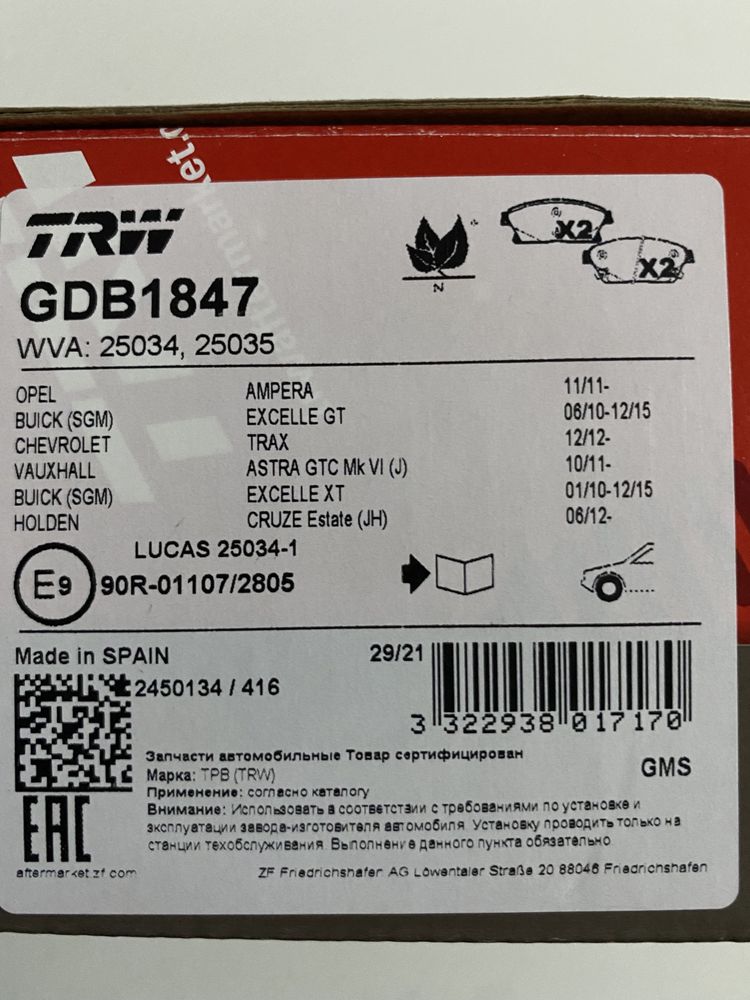 TRW
GDB1847
WVA: 25034, 25035
N
X2
X2
OPEL AMPERA 11/11-
BUICK (SGM) EXCELLE GT 06/10-12/15
CHEVROLET TRAX 12/12-
VAUXHALL ASTRA GTC Mk VI (J) 10/11-
BUICK (SGM) EXCELLE XT 01/10-12/15
HOLDEN CRUZE Estate (JH) 06/12-
LUCAS 25034-1
E9 90R-01107/2805
Made in SPAIN 29/21
2450134 / 416
3 322938 017170
Запчасти автомобильные Товар сертифицирован
Марка: ТРВ (TRW)
GMS
Применение: согласно каталогу
Внимание: Использовать в соответствии с требованиями по установке и
эксплуатации завода-изготовителя автомобиля. Установку проводить только на
станции техобслуживания. Выполнение данного пункта обязательно
EAC
aftermarket.zf.com ZF Friedrichshafen AG Löwentaler Straße 20 88046 Friedrichshafen